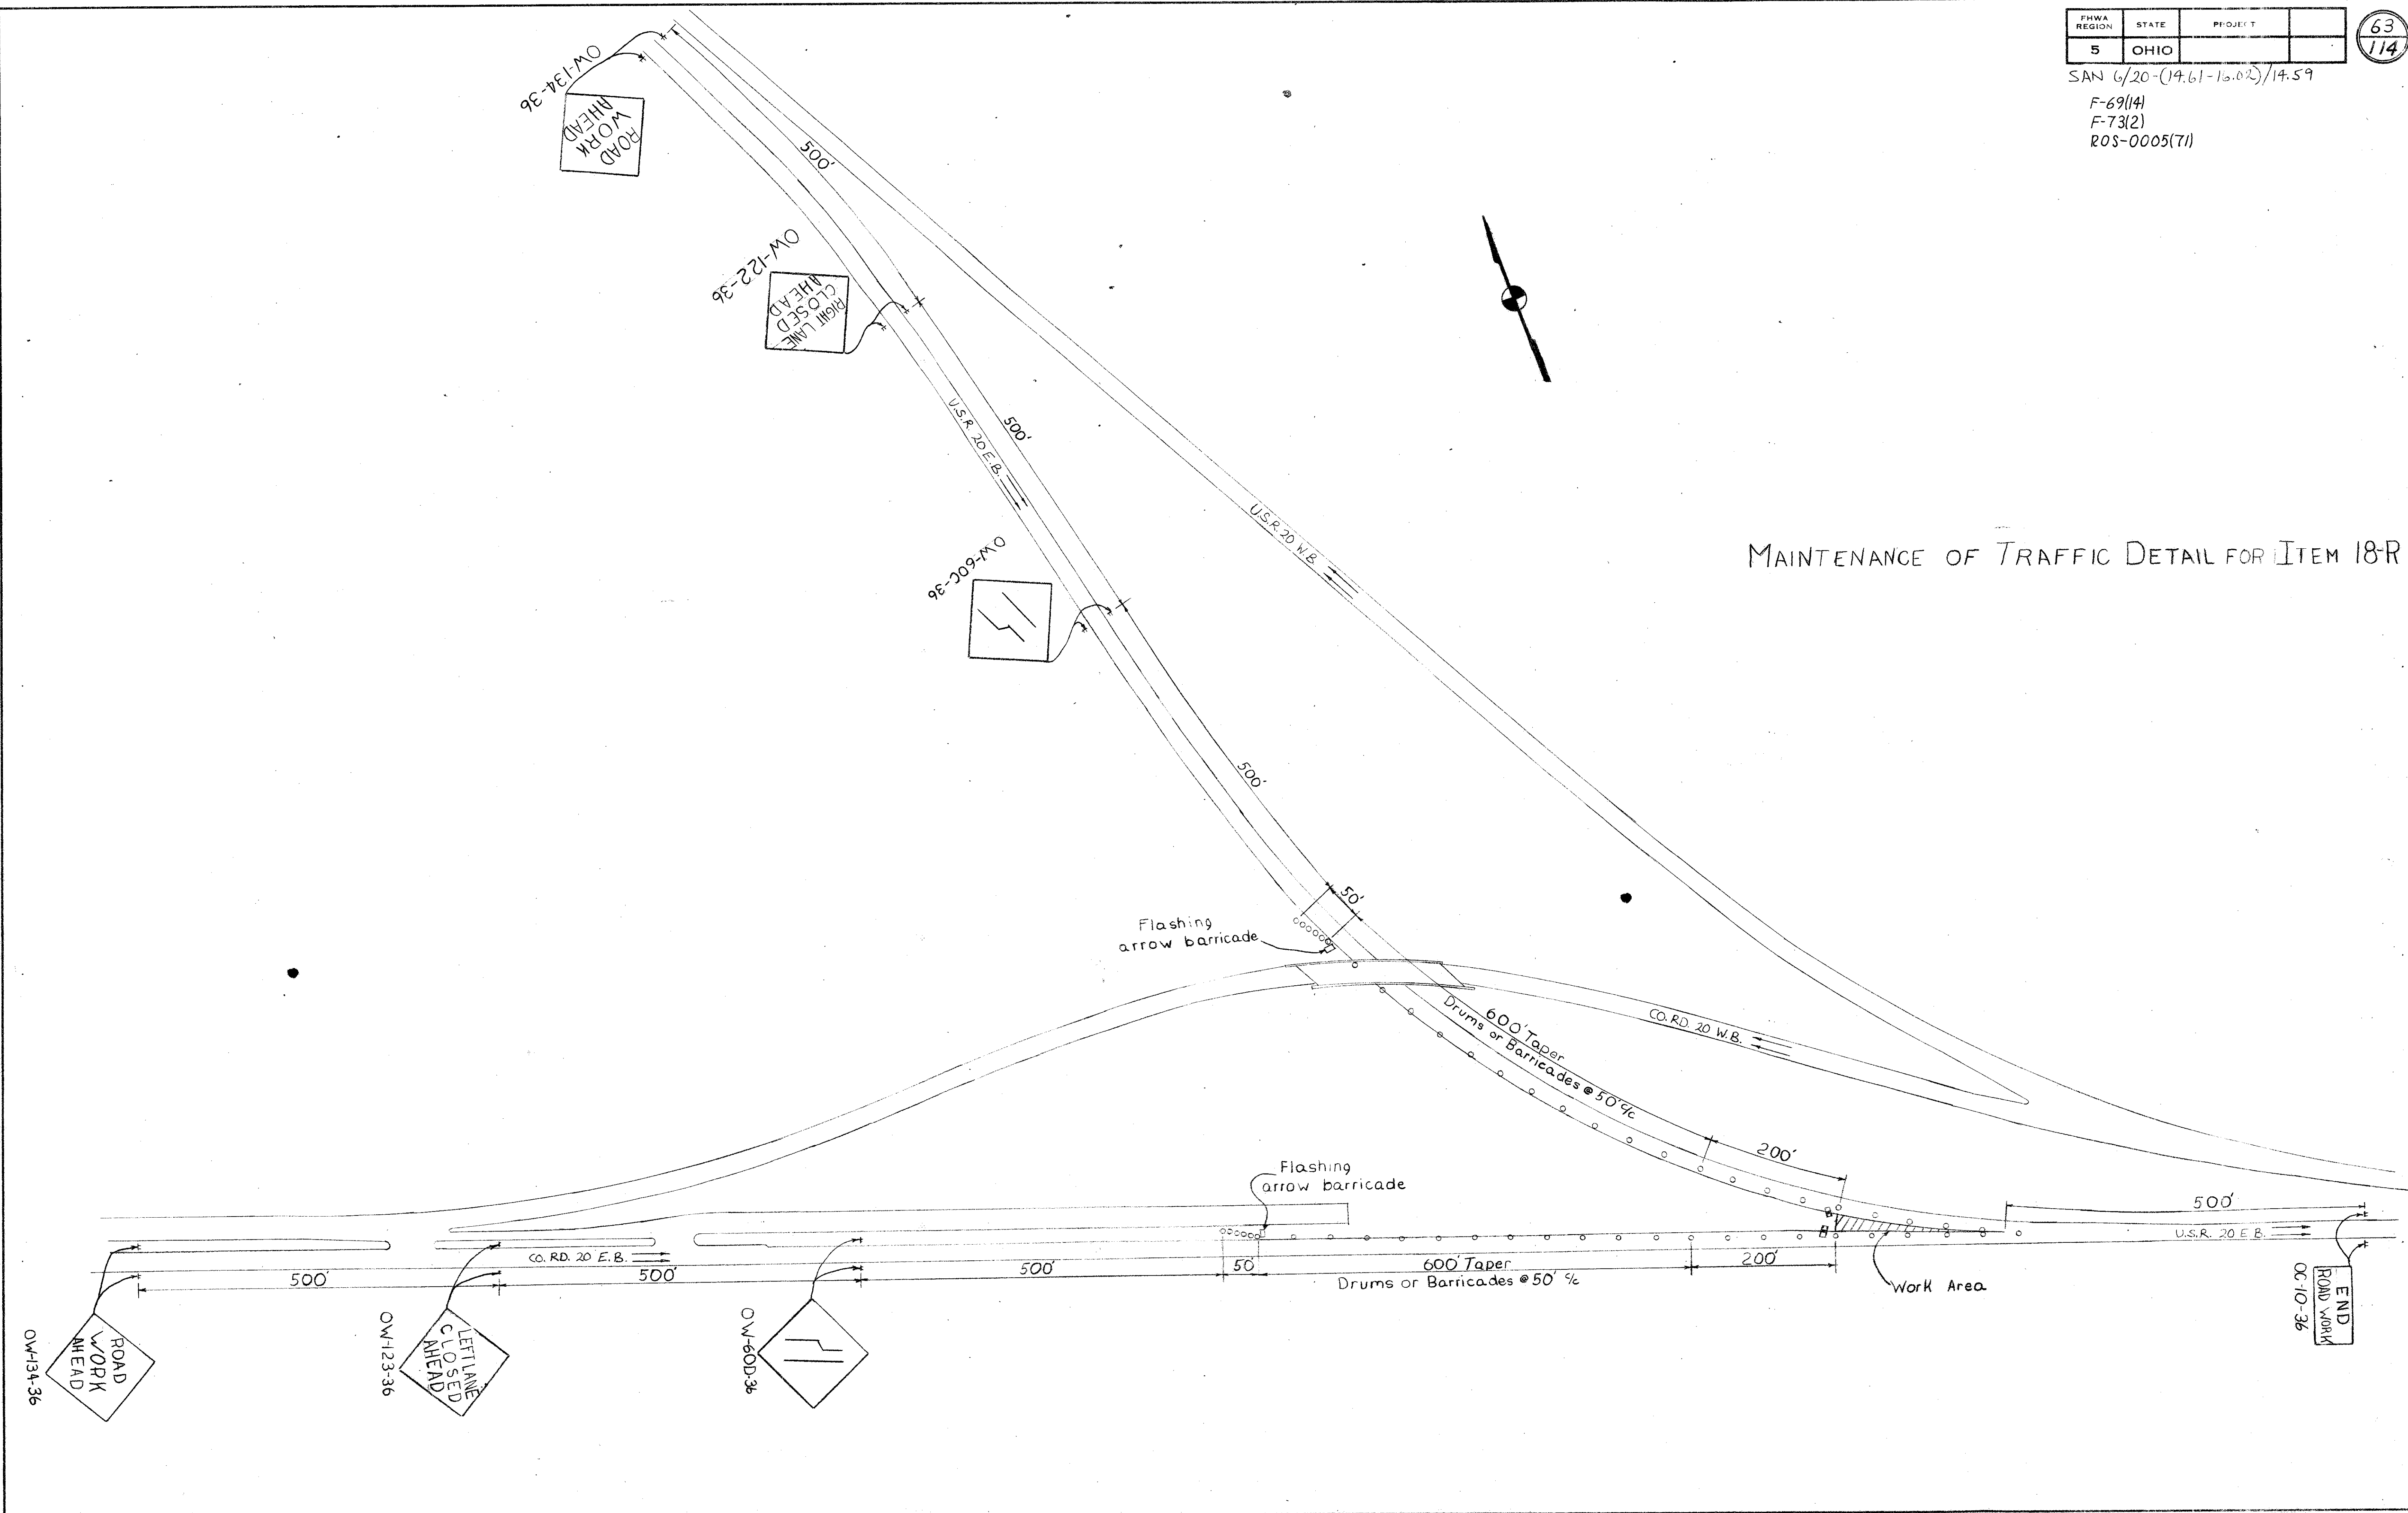 FHWA REGION STATE PROJECT
5 OHIO
63
114
SAN 6/20-(14.61-16.02)/14.59
F-69(14)
F-73(2)
ROS-0005(71)
MAINTENANCE OF TRAFFIC DETAIL FOR ITEM 18-R
OW-134-36
ROAD
WORK
AHEAD
500'
OW-122-36
RIGHT LANE
CLOSED
AHEAD
U.S.R. 20 E.B.
500'
U.S.R. 20 W.B.
OW-60C-36
500'
50'
Flashing
arrow barricade
600' Taper
Drums or Barricades @ 50' c/c
CO. RD. 20 W.B.
200'
Flashing
arrow barricade
500'
U.S.R. 20 E.B.
CO. RD. 20 E.B.
500'
500'
500'
50'
600' Taper
200'
Drums or Barricades @ 50' c/c
Work Area
END
ROAD WORK
OC-10-36
ROAD
WORK
AHEAD
OW-134-36
LEFT LANE
CLOSED
AHEAD
OW-123-36
OW-60D-36